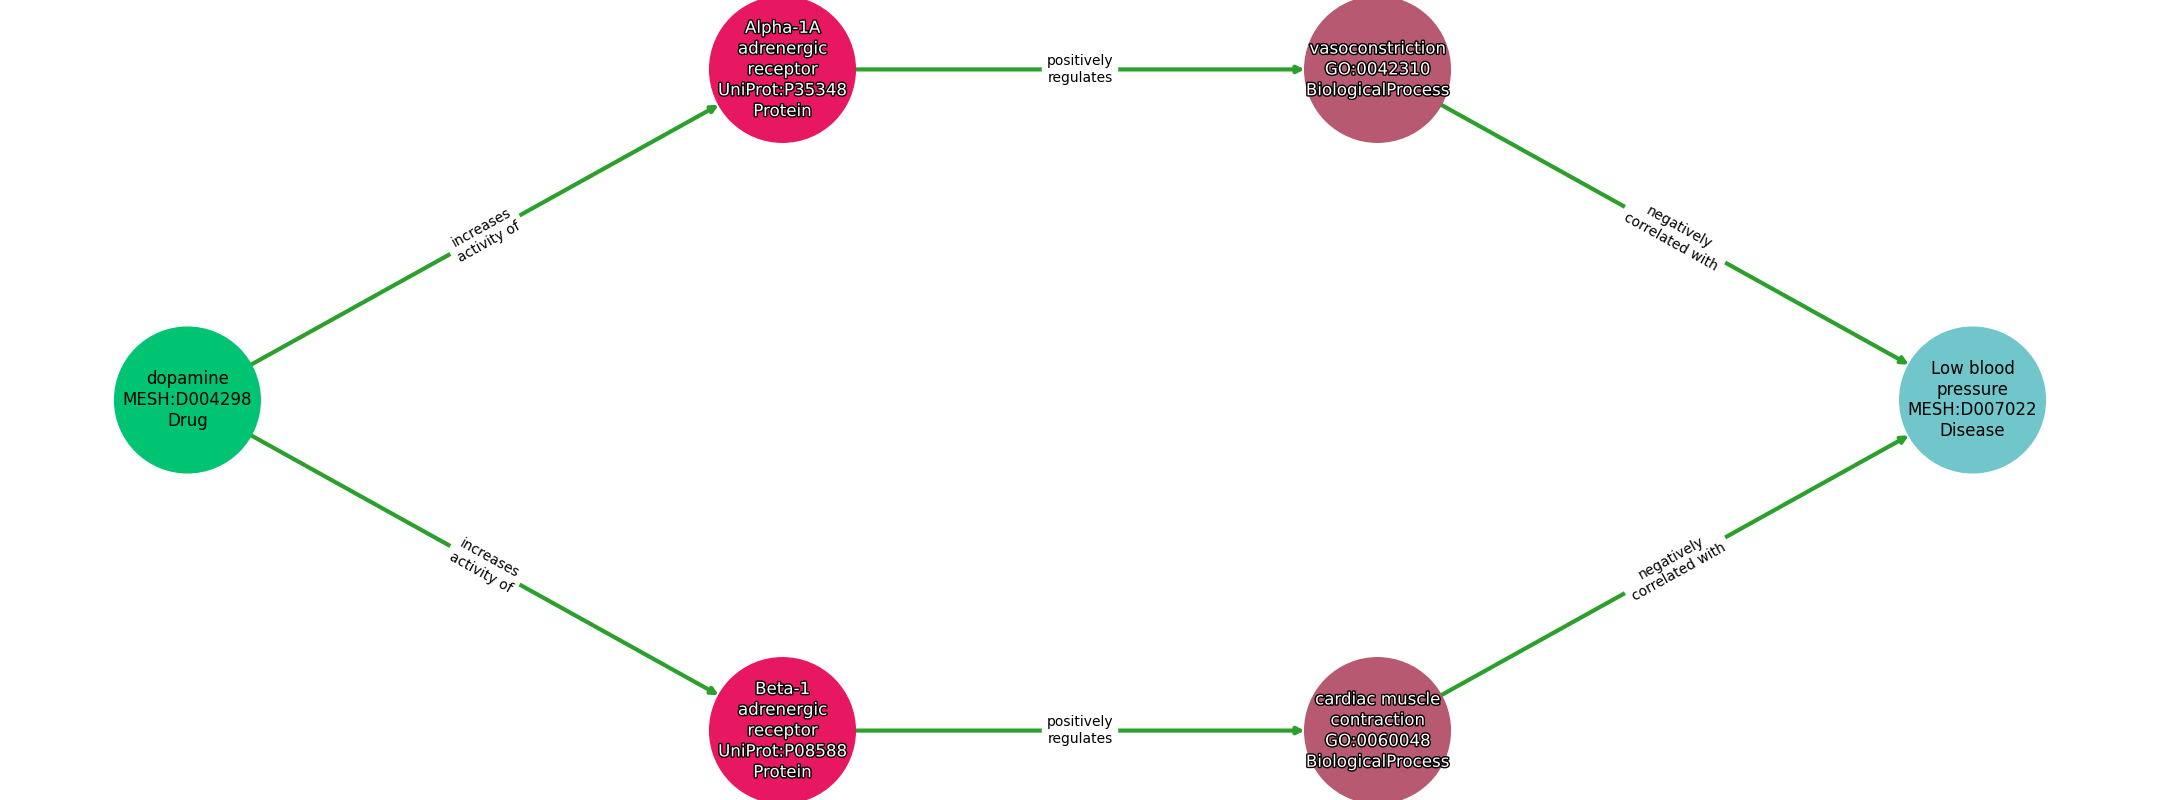 Alpha-1A
adrenergic
receptor
UniProt:P35348
Protein
positively
regulates
vasoconstriction
GO:0042310
BiologicalProcess
increases
activity of
negatively
correlated with
dopamine
MESH:D004298
Drug
Low blood
pressure
MESH:D007022
Disease
increases
activity of
negatively
correlated with
Beta-1
adrenergic
receptor
UniProt:P08588
Protein
positively
regulates
cardiac muscle
contraction
GO:0060048
BiologicalProcess